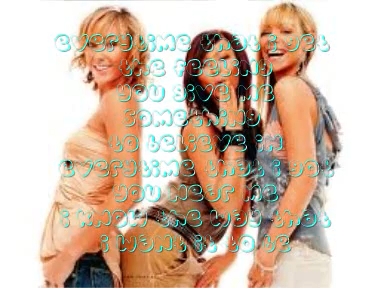 everytime that i get
the feeling
you give me
something
to believe in
everytime that i got
you near me
i know the way that
i want it to be